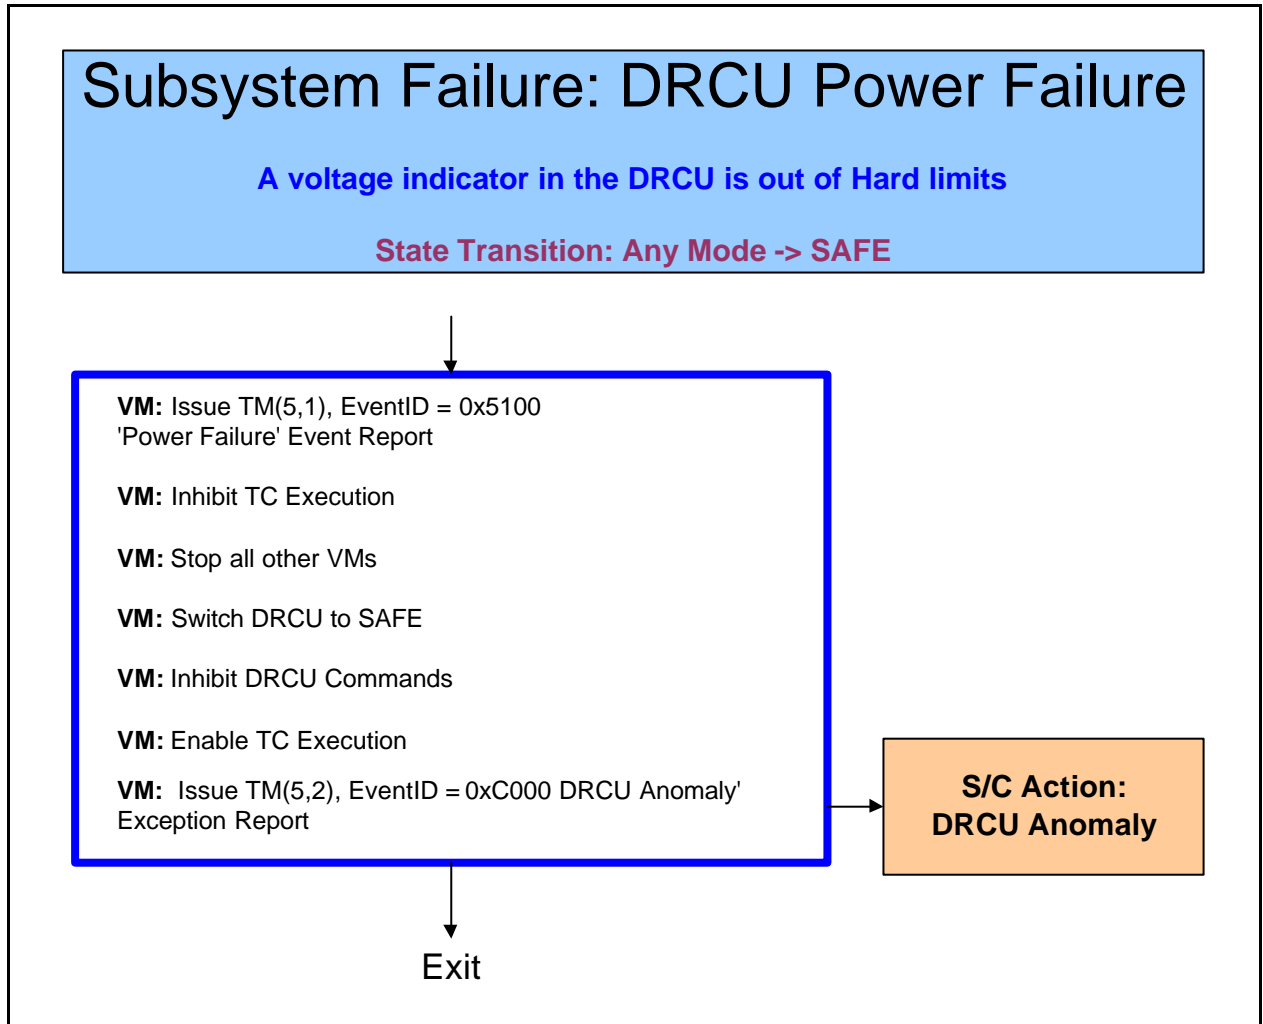 Subsystem Failure: DRCU Power Failure
A voltage indicator in the DRCU is out of Hard limits
State Transition: Any Mode -> SAFE
VM: Issue TM(5,1), EventID = 0x5100
'Power Failure' Event Report
VM: Inhibit TC Execution
VM: Stop all other VMs
VM: Switch DRCU to SAFE
VM: Inhibit DRCU Commands
VM: Enable TC Execution
VM: Issue TM(5,2), EventID = 0xC000 DRCU Anomaly'
Exception Report
S/C Action:
DRCU Anomaly
Exit